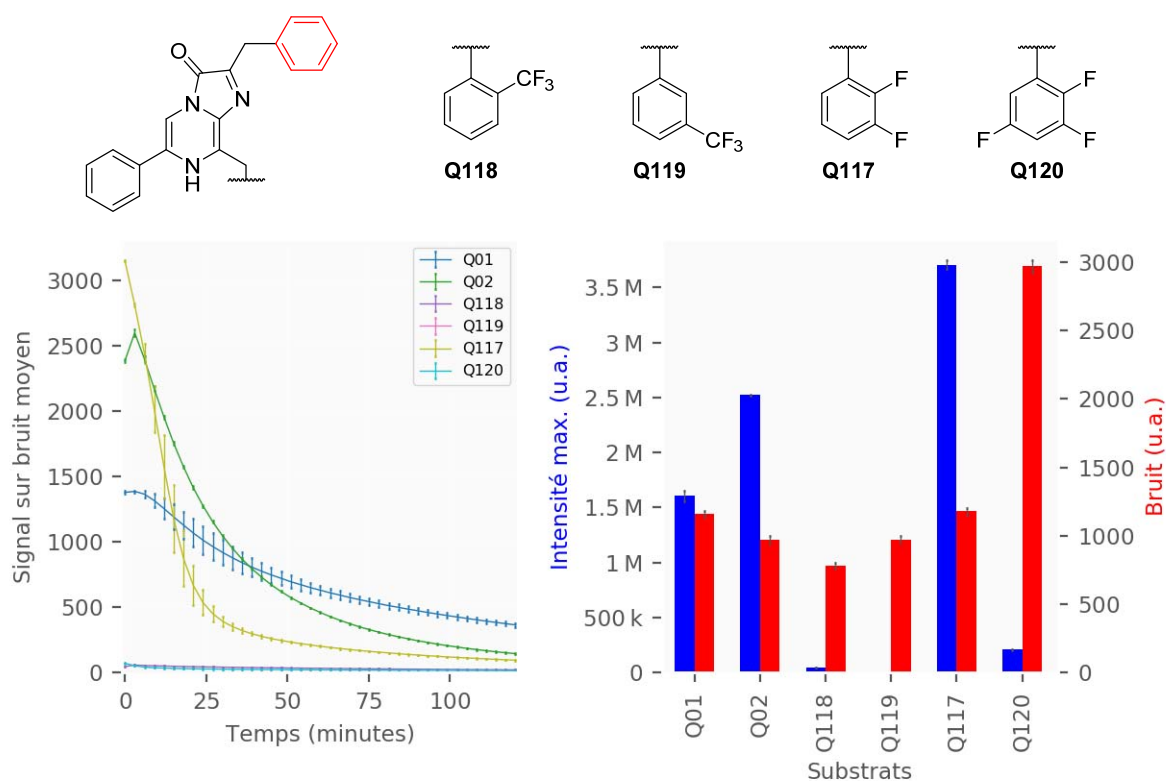 O
N
N
N
H
CF3
Q118
CF3
Q119
F
F
Q117
F
F
F
Q120
Signal sur bruit moyen
3000
2500
2000
1500
1000
500
0
0
25
50
75
100
Temps (minutes)
Q01
Q02
Q118
Q119
Q117
Q120
Intensité max. (u.a.)
3.5 M
3 M
2.5 M
2 M
1.5 M
1 M
500 k
0
Q01
Q02
Q118
Q119
Q117
Q120
Substrats
3000
2500
2000
1500
1000
500
0
Bruit (u.a.)